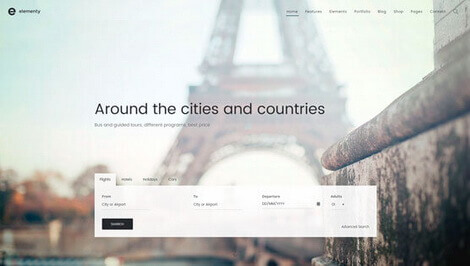 elementy
Home Features Elements Portfolio Blog Shop Pages Contact
Around the cities and countries
Bus and guided tours, different programs, best price
Flights Hotels Holidays Cars
From To Departure Adults
City or Airport City or Airport DD/MM/YYYY 01
SEARCH
Advanced Search